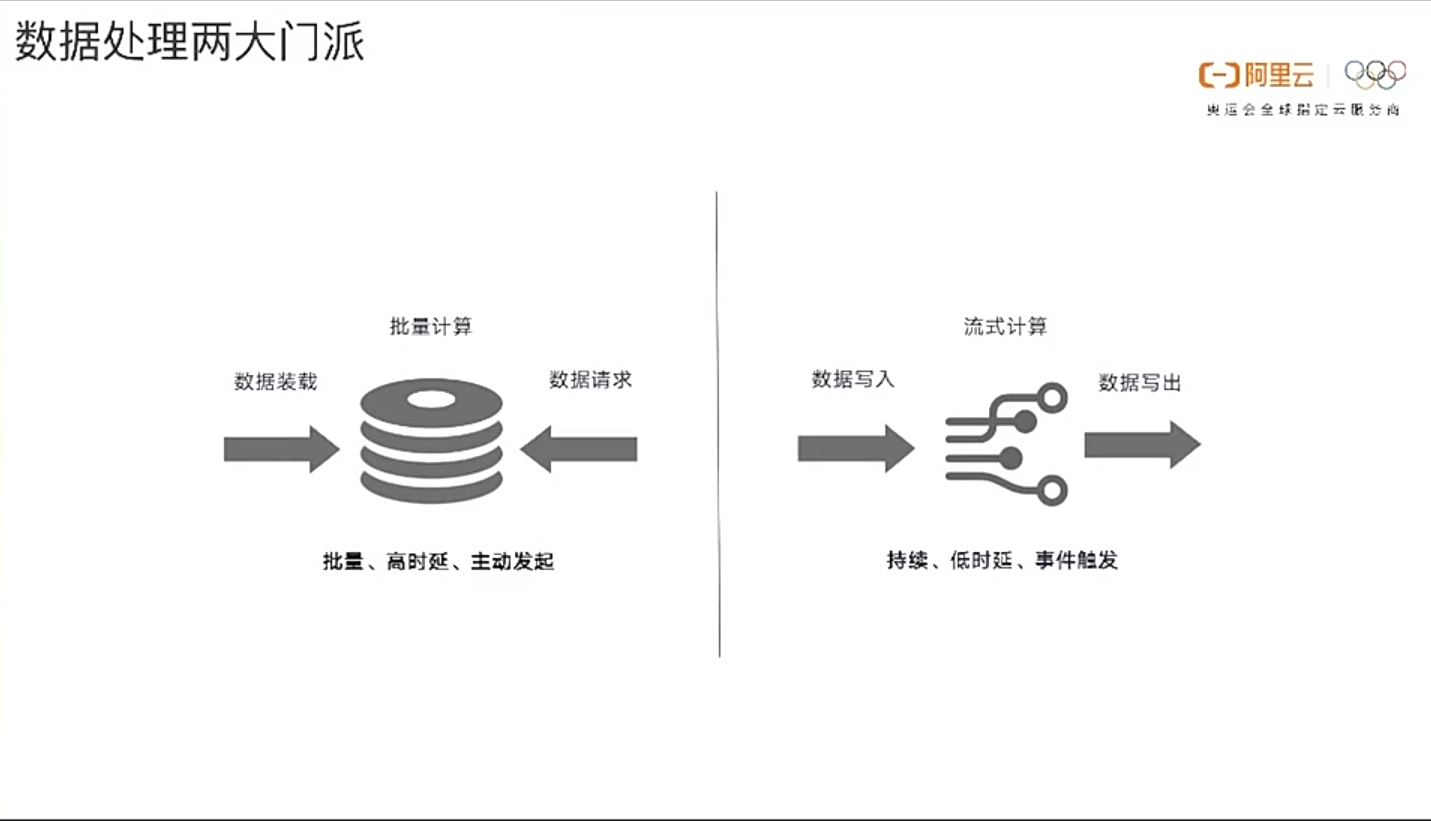 数据处理两大门派
阿里云
奥运会全球指定云服务商
批量计算
数据装载
数据请求
批量、高时延、主动发起
流式计算
数据写入
数据写出
持续、低时延、事件触发